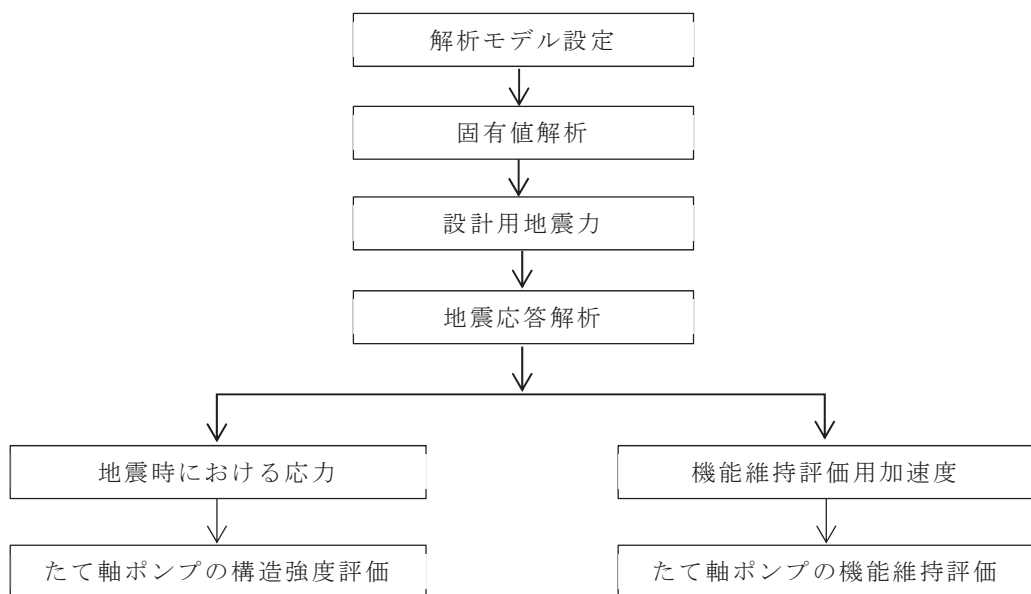 解析モデル設定
固有値解析
設計用地震力
地震応答解析
地震時における応力
機能維持評価用加速度
たて軸ポンプの構造強度評価
たて軸ポンプの機能維持評価